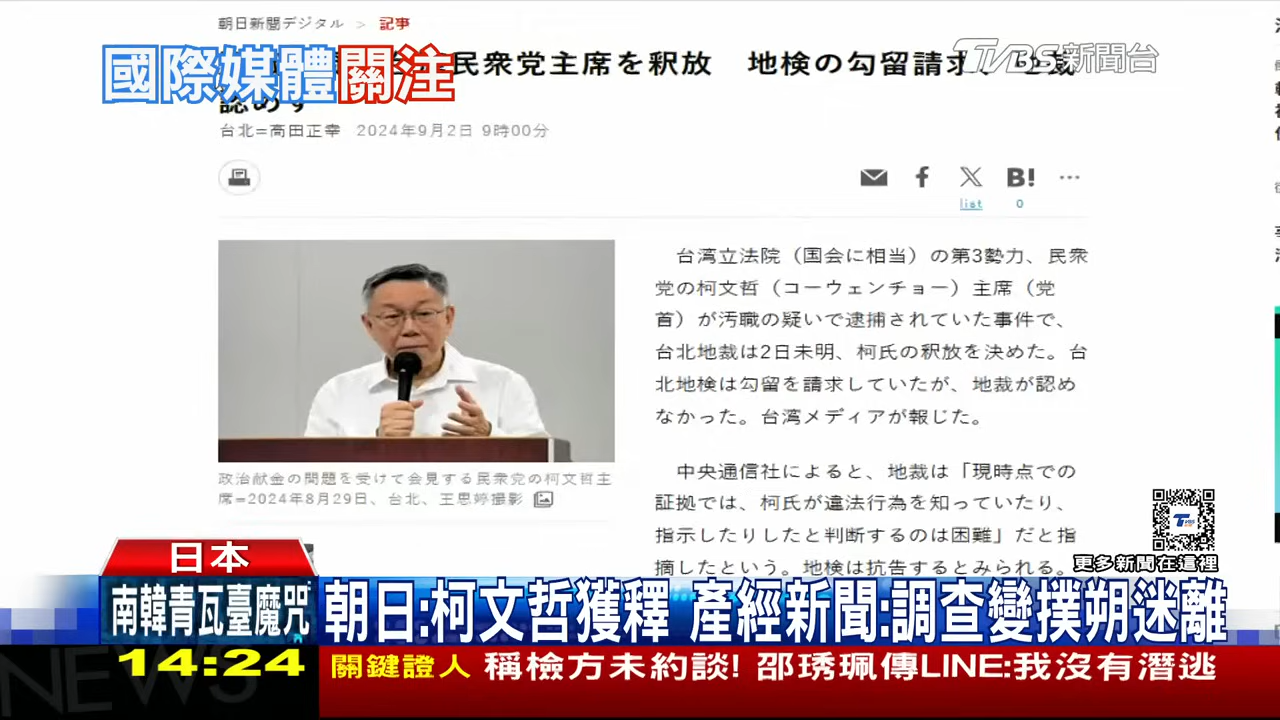 朝日新聞デジタル > 記事
國際媒體關注
民衆党主席を釈放 地検の勾留請求
TVBS新聞台
認めず
台北=高田正幸 2024年9月2日 9時00分
B!
list
0
台湾立法院（国会に相当）の第3勢力、民衆
党の柯文哲（コーウェンチョー）主席（党
首）が汚職の疑いで逮捕されていた事件で、
台北地裁は2日未明、柯氏の釈放を決めた。台
北地検は勾留を請求していたが、地裁が認め
なかった。台湾メディアが報じた。
中央通信社によると、地裁は「現時点での
証拠では、柯氏が違法行為を知っていたり、
指示したりしたと判断するのは困難」だと指
摘したという。地検は抗告するとみられる。
政治献金の問題を受けて会見する民衆党の柯文哲主
席=2024年8月29日、台北、王思婷撮影
更多新聞在這裡
日本
南韓青瓦臺魔咒
朝日:柯文哲獲釋 產經新聞:調查變撲朔迷離
NEWS
14:24
關鍵證人 稱檢方未約談! 邵琇珮傳LINE:我沒有潛逃